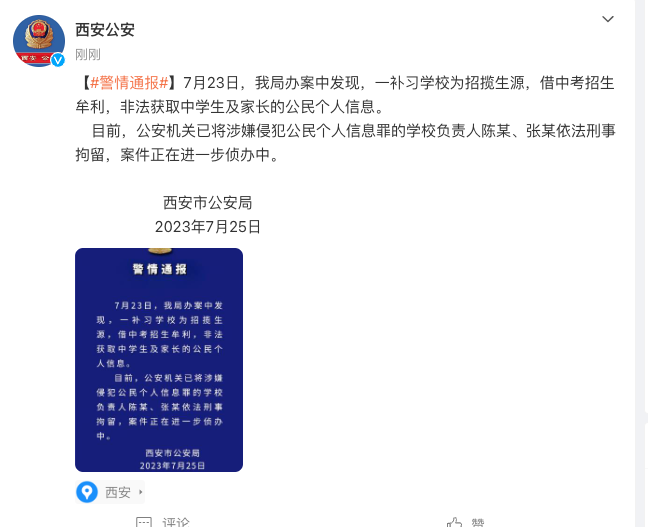 西安公安
刚刚
西安 公安
【#警情通报#】7月23日，我局办案中发现，一补习学校为招揽生源，借中考招生
牟利，非法获取中学生及家长的公民个人信息。
目前，公安机关已将涉嫌侵犯公民个人信息罪的学校负责人陈某、张某依法刑事
拘留，案件正在进一步侦办中。
西安市公安局
2023年7月25日
警情通报
7月23日，我局办案中发
现，一补习学校为招揽生
源，借中考招生牟利，非法
获取中学生及家长的公民个
人信息。
目前，公安机关已将涉嫌
侵犯公民个人信息罪的学校
负责人陈某、张某依法刑事
拘留，案件正在进一步侦办
中。
西安市公安局
2023年7月25日
西安
评论
赞